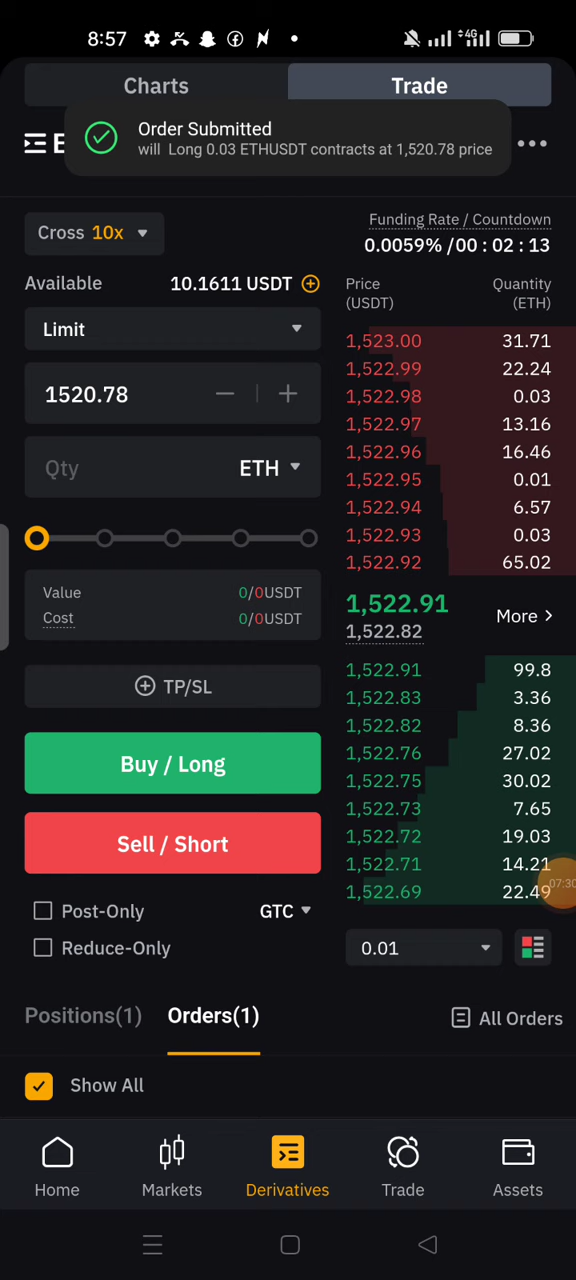 8:57
4G
Charts
Trade
Order Submitted
will Long 0.03 ETHUSDT contracts at 1,520.78 price
E
Cross 10x
Funding Rate / Countdown
0.0059% /00 : 02 : 13
Available 10.1611 USDT
Price (USDT)
Quantity (ETH)
Limit
1520.78
Qty ETH
Value 0/0USDT
Cost 0/0USDT
TP/SL
Buy / Long
Sell / Short
Post-Only GTC
Reduce-Only
1,523.00 31.71
1,522.99 22.24
1,522.98 0.03
1,522.97 13.16
1,522.96 16.46
1,522.95 0.01
1,522.94 6.57
1,522.93 0.03
1,522.92 65.02
1,522.91
1,522.82
More >
1,522.91 99.8
1,522.83 3.36
1,522.82 8.36
1,522.76 27.02
1,522.75 30.02
1,522.73 7.65
1,522.72 19.03
1,522.71 14.21
1,522.69 22.49
07:30
0.01
Positions(1) Orders(1) All Orders
Show All
Home Markets Derivatives Trade Assets